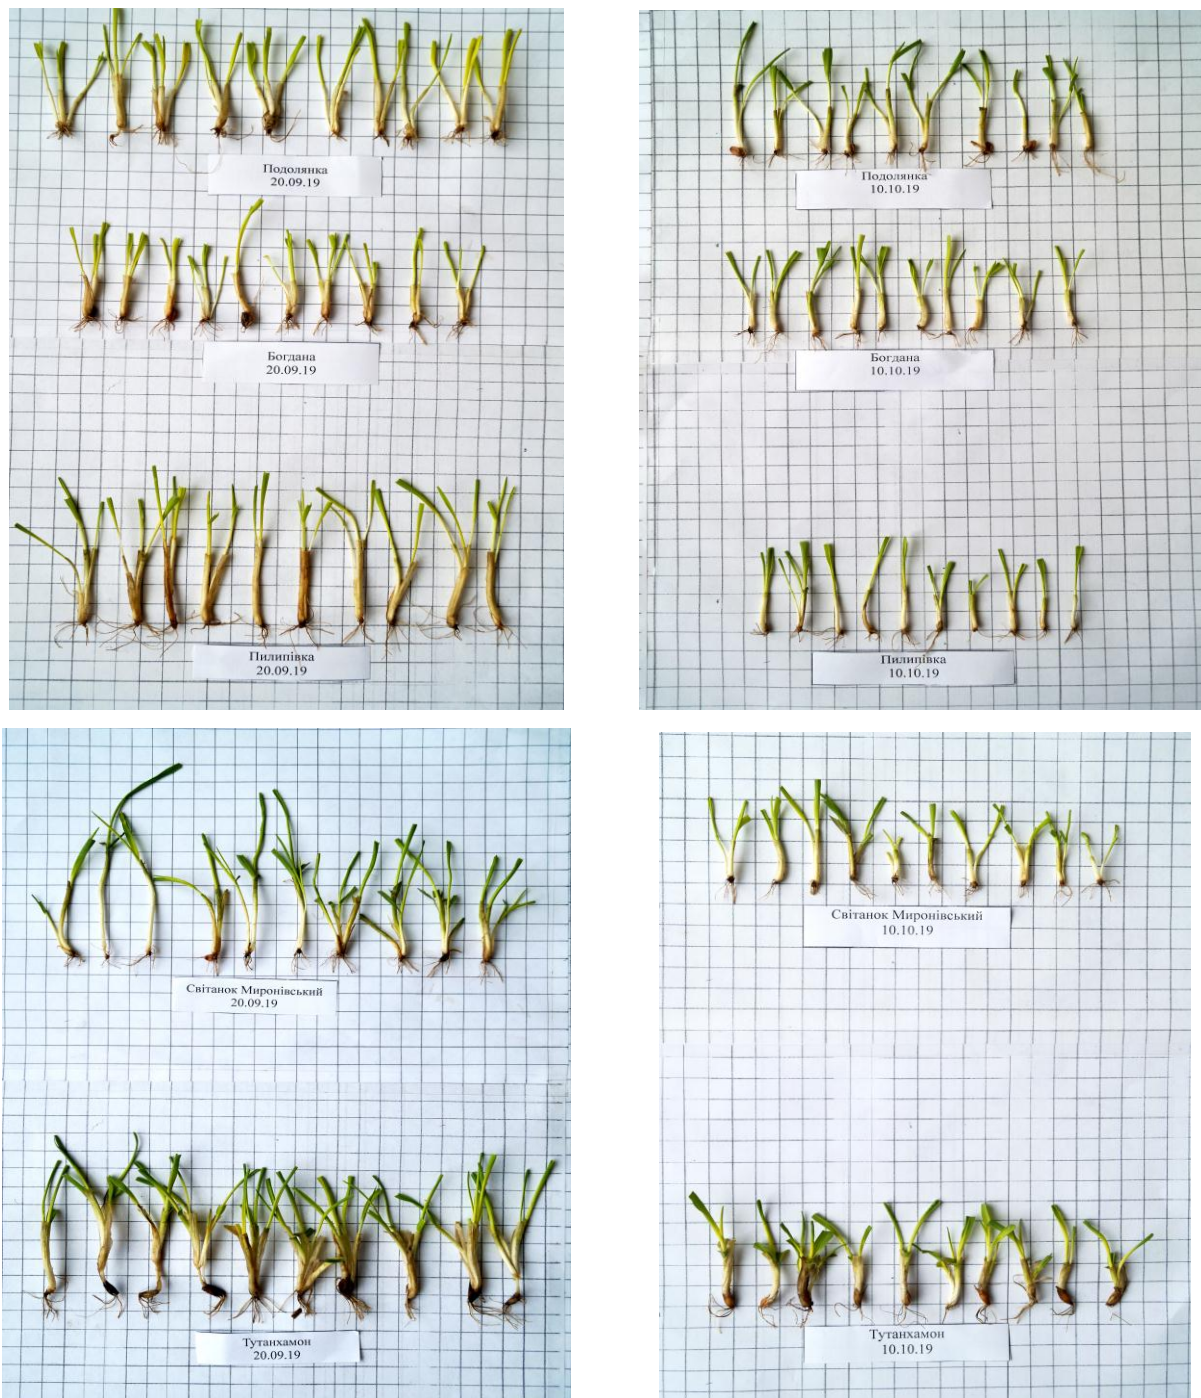 Подолянка
20.09.19
Богдана
20.09.19
Пилипівка
20.09.19
Подолянка
10.10.19
Богдана
10.10.19
Пилипівка
10.10.19
Світанок Миронівський
20.09.19
Тутанхамон
20.09.19
Світанок Миронівський
10.10.19
Тутанхамон
10.10.19